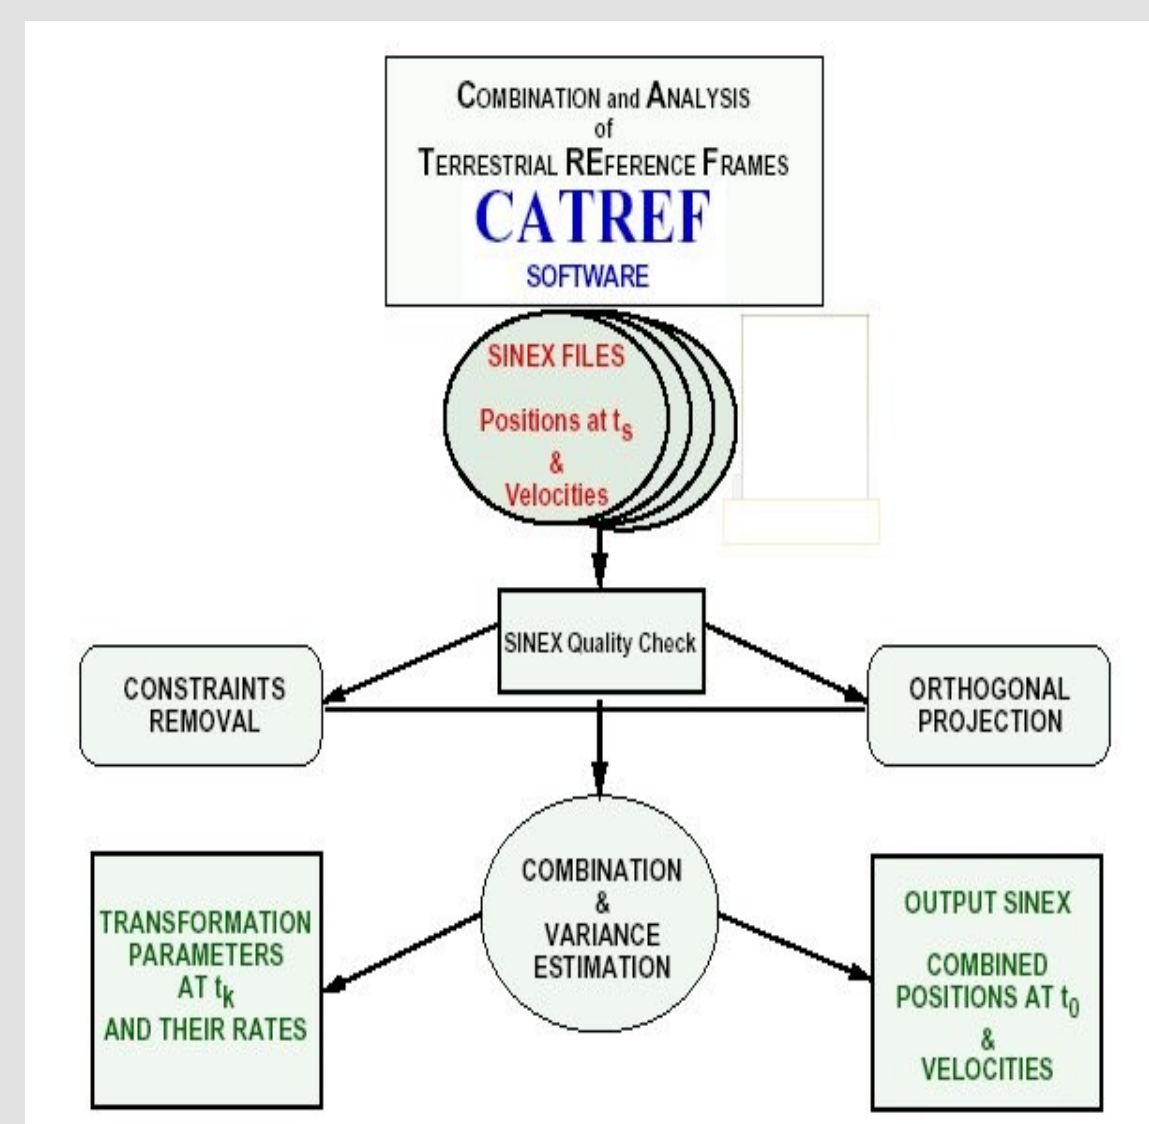 COMBINATION and ANALYSIS
of
TERRESTRIAL REFERENCE FRAMES
CATREF
SOFTWARE
SINEX FILES
Positions at ts
&
Velocities
SINEX Quality Check
CONSTRAINTS
REMOVAL
ORTHOGONAL
PROJECTION
COMBINATION
&
VARIANCE
ESTIMATION
TRANSFORMATION
PARAMETERS
AT tk
AND THEIR RATES
OUTPUT SINEX
COMBINED
POSITIONS AT t0
&
VELOCITIES